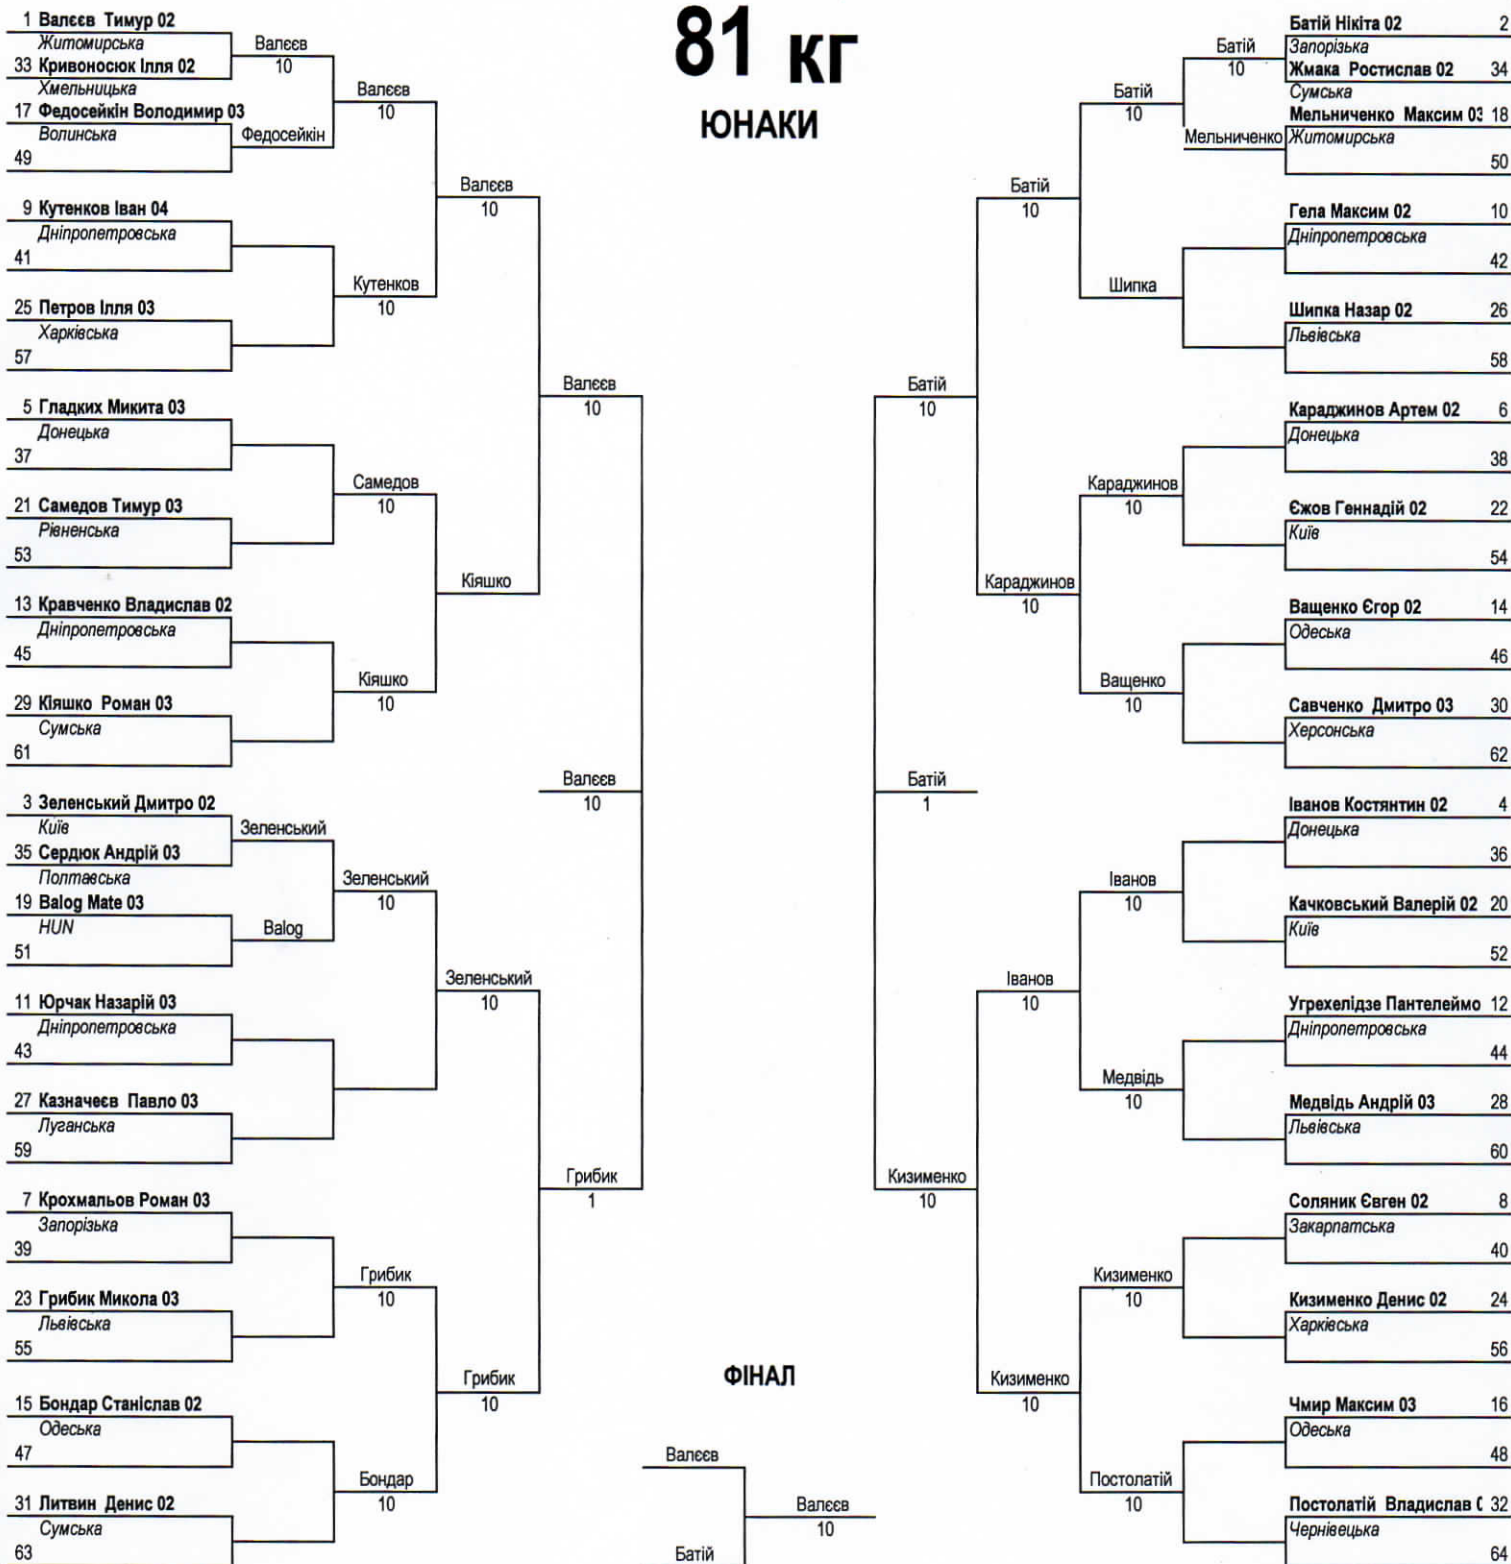 81 кг
ЮНАКИ
1 Валєєв Тимур 02
Житомирська
33 Кривоносюк Ілля 02
Хмельницька
17 Федосейкін Володимир 03
Волинська
49
9 Кутенков Іван 04
Дніпропетровська
41
25 Петров Ілля 03
Харківська
57
5 Гладких Микита 03
Донецька
37
21 Самедов Тимур 03
Рівненська
53
13 Кравченко Владислав 02
Дніпропетровська
45
29 Кіяшко Роман 03
Сумська
61
3 Зеленський Дмитро 02
Київ
35 Сердюк Андрій 03
Полтавська
19 Balog Mate 03
HUN
51
11 Юрчак Назарій 03
Дніпропетровська
43
27 Казначеєв Павло 03
Луганська
59
7 Крохмальов Роман 03
Запорізька
39
23 Грибик Микола 03
Львівська
55
15 Бондар Станіслав 02
Одеська
47
31 Литвин Денис 02
Сумська
63
Валєєв
10
Федосейкін
Зеленський
Balog
Валєєв
10
Кутенков
10
Самедов
10
Кіяшко
10
Зеленський
10
Грибик
10
Бондар
10
Валєєв
10
Кіяшко
Зеленський
10
Грибик
10
Валєєв
10
Грибик
1
Валєєв
10
ФІНАЛ
Валєєв
Батій
Валєєв
10
Батій
1
Батій
10
Кизименко
10
Батій
10
Караджинов
10
Іванов
10
Кизименко
10
Батій
10
Шипка
Караджинов
10
Ващенко
10
Іванов
10
Медвідь
10
Кизименко
10
Постолатій
10
Батій
10
Мельниченко
Батій Нікіта 02 2
Запорізька
Жмака Ростислав 02 34
Сумська
Мельниченко Максим 03 18
Житомирська
50
Гела Максим 02 10
Дніпропетровська
42
Шипка Назар 02 26
Львівська
58
Караджинов Артем 02 6
Донецька
38
Єжов Геннадій 02 22
Київ
54
Ващенко Єгор 02 14
Одеська
46
Савченко Дмитро 03 30
Херсонська
62
Іванов Костянтин 02 4
Донецька
36
Качковський Валерій 02 20
Київ
52
Угрехелідзе Пантелеймо 12
Дніпропетровська
44
Медвідь Андрій 03 28
Львівська
60
Соляник Євген 02 8
Закарпатська
40
Кизименко Денис 02 24
Харківська
56
Чмир Максим 03 16
Одеська
48
Постолатій Владислав 0 32
Чернівецька
64